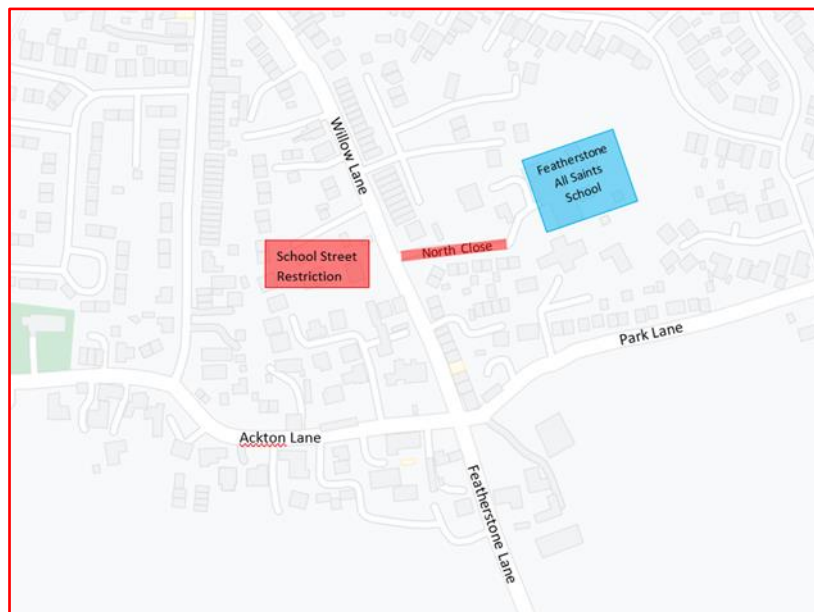 Willow Lane
Featherstone
All Saints
School
School Street
Restriction
North Close
Park Lane
Ackton Lane
Featherstone Lane